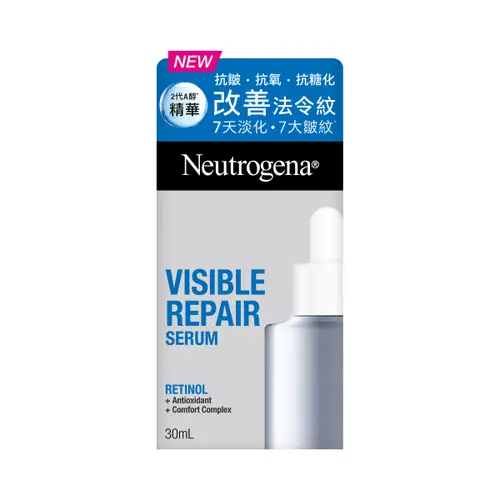 NEW
2代A醇*
精華
抗皺・抗氧・抗糖化
改善法令紋
7天淡化・7大皺紋^
Neutrogena®
VISIBLE
REPAIR
SERUM
RETINOL
+ Antioxidant
+ Comfort Complex
30mL